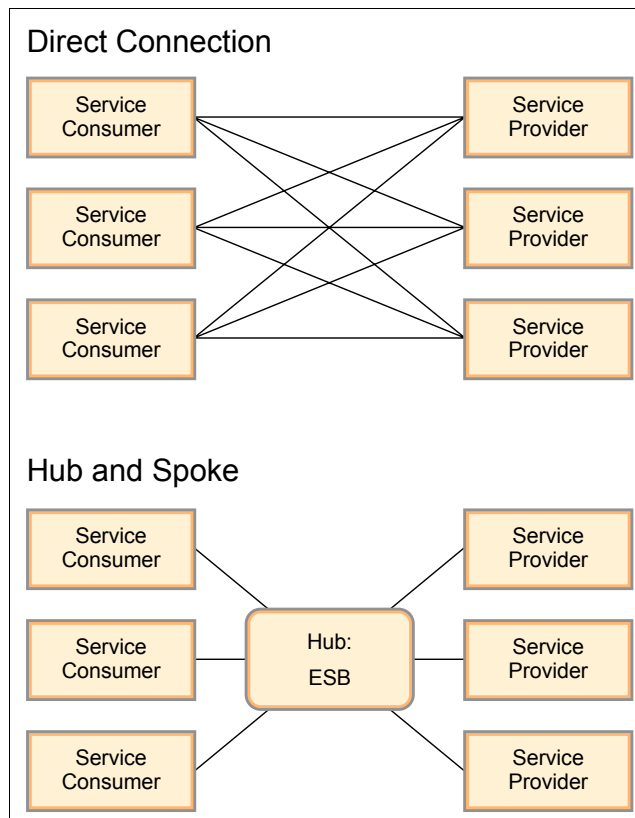 Direct Connection
Service
Consumer
Service
Provider
Service
Consumer
Service
Provider
Service
Consumer
Service
Provider
Hub and Spoke
Service
Consumer
Service
Provider
Hub:
ESB
Service
Consumer
Service
Provider
Service
Consumer
Service
Provider